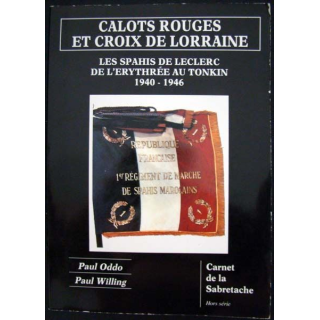 CALOTS ROUGES
ET CROIX DE LORRAINE
LES SPAHIS DE LECLERC
DE L'ERYTHRÉE AU TONKIN
1940 - 1946
REPUBLIQUE
FRANCAISE
1ER REGIMENT DE MARCHE
DE SPAHIS MAROCAINS
Paul Oddo
Paul Willing
Carnet
de la
Sabretache
Hors série